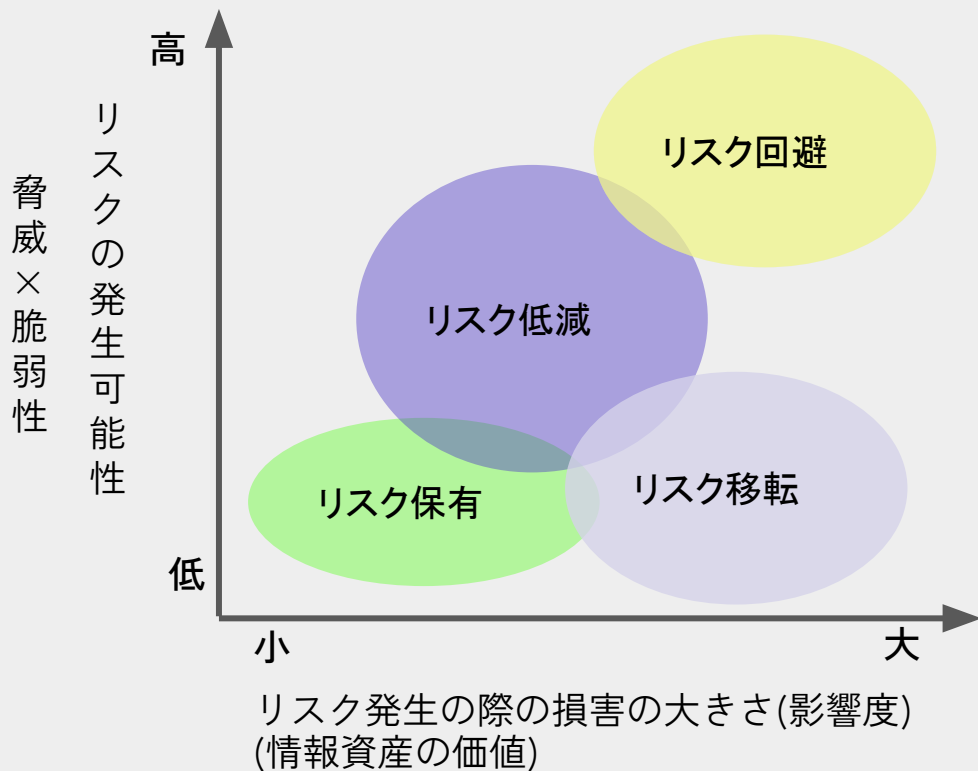 高
リスクの発生可能性
脅威×脆弱性
リスク回避
リスク低減
リスク保有
リスク移転
低
小
大
リスク発生の際の損害の大きさ(影響度)
(情報資産の価値)